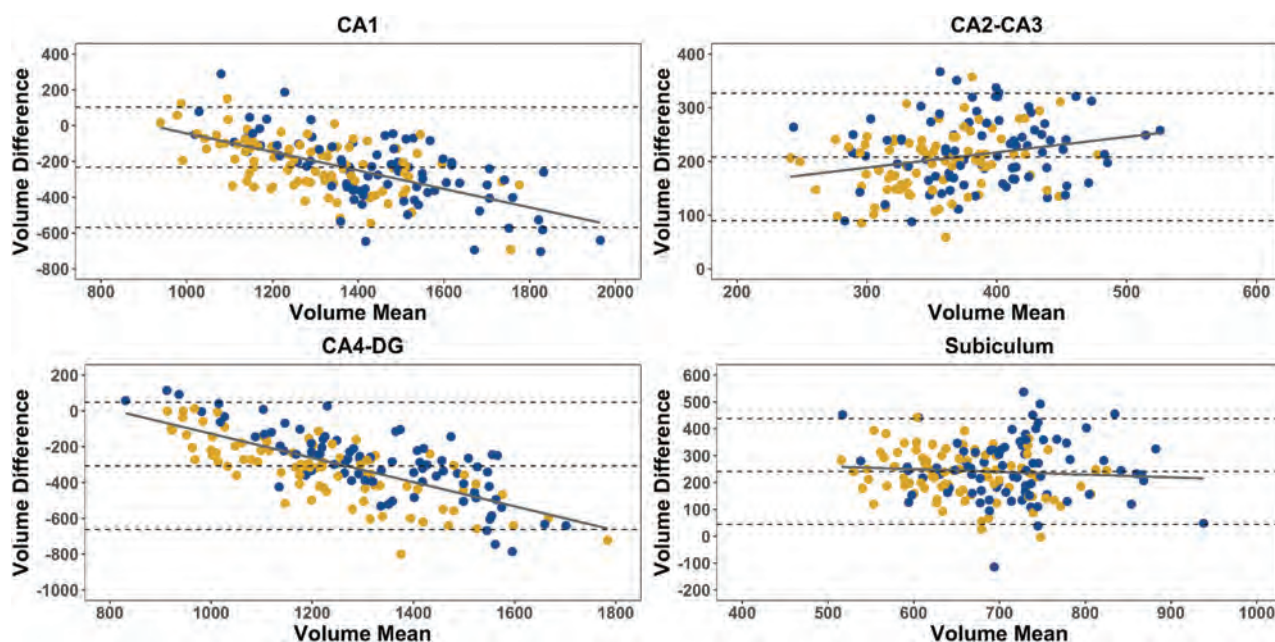 CA1
Volume Difference
400
200
0
-200
-400
-600
-800
800 1000 1200 1400 1600 1800 2000
Volume Mean
CA2-CA3
Volume Difference
400
300
200
100
0
200 300 400 500 600
Volume Mean
CA4-DG
Volume Difference
200
0
-200
-400
-600
-800
-1000
800 1000 1200 1400 1600 1800
Volume Mean
Subiculum
Volume Difference
600
500
400
300
200
100
0
-100
-200
400 500 600 700 800 900 1000
Volume Mean